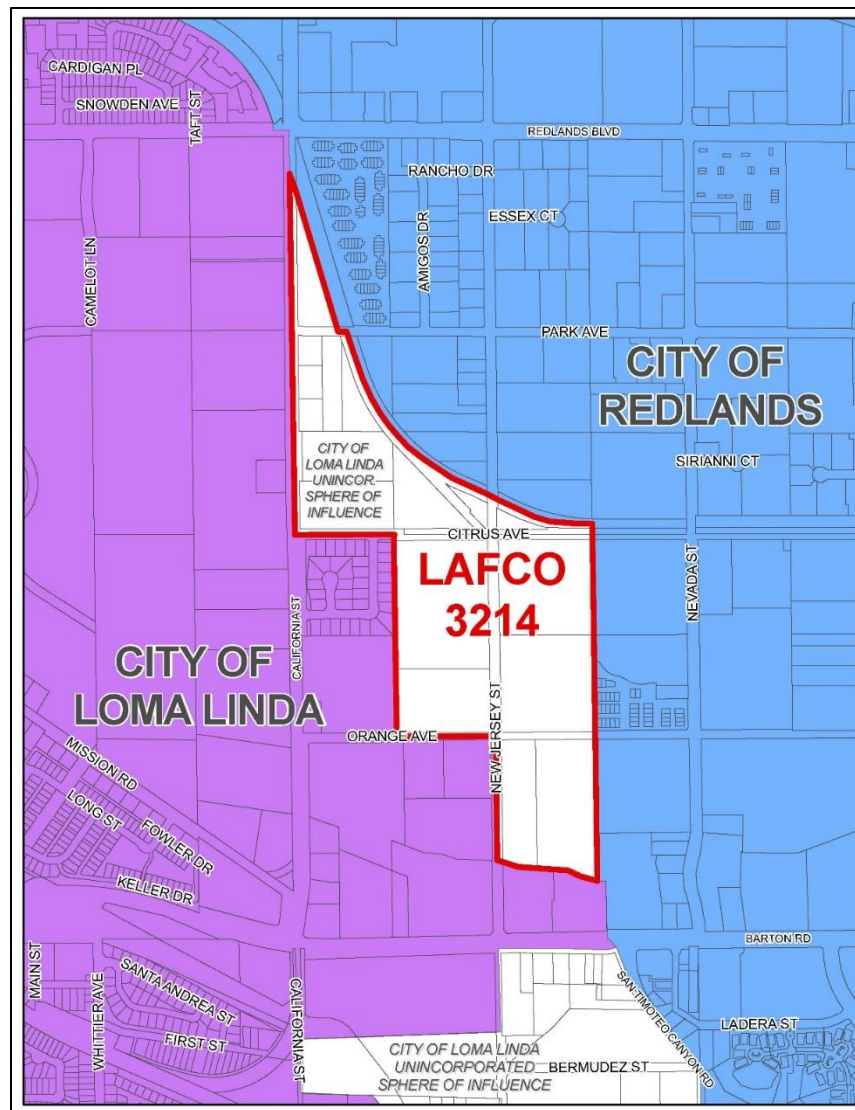 CARDIGAN PL
SNOWDEN AVE
TAFT ST
REDLANDS BLVD
RANCHO DR
ESSEX CT
AMIGOS DR
CAMELOT LN
PARK AVE
CITY OF
REDLANDS
CITY OF
LOMA LINDA
UNINCOR.
SPHERE OF
INFLUENCE
SIRIANNI CT
CITRUS AVE
LAFCO
3214
NEVADA ST
CALIFORNIA ST
CITY OF
LOMA LINDA
NEW JERSEY ST
ORANGE AVE
MISSION RD
LONG ST
FOWLER DR
KELLER DR
BARTON RD
MAIN ST
WHITTIER AVE
SANTA ANDREA ST
FIRST ST
CALIFORNIA ST
SAN TIMOTEO CANYON RD
LADERA ST
CITY OF LOMA LINDA
UNINCORPORATED
SPHERE OF INFLUENCE
BERMUDEZ ST